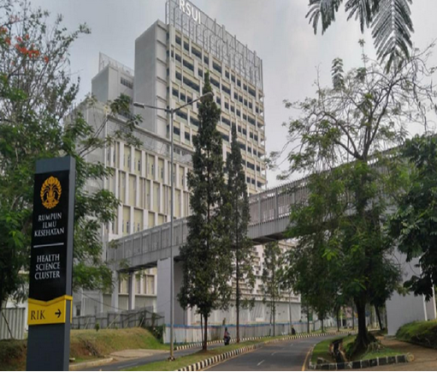 RSUI
RUMPUN
ILMU
KESEHATAN
HEALTH
SCIENCE
CLUSTER
RIK